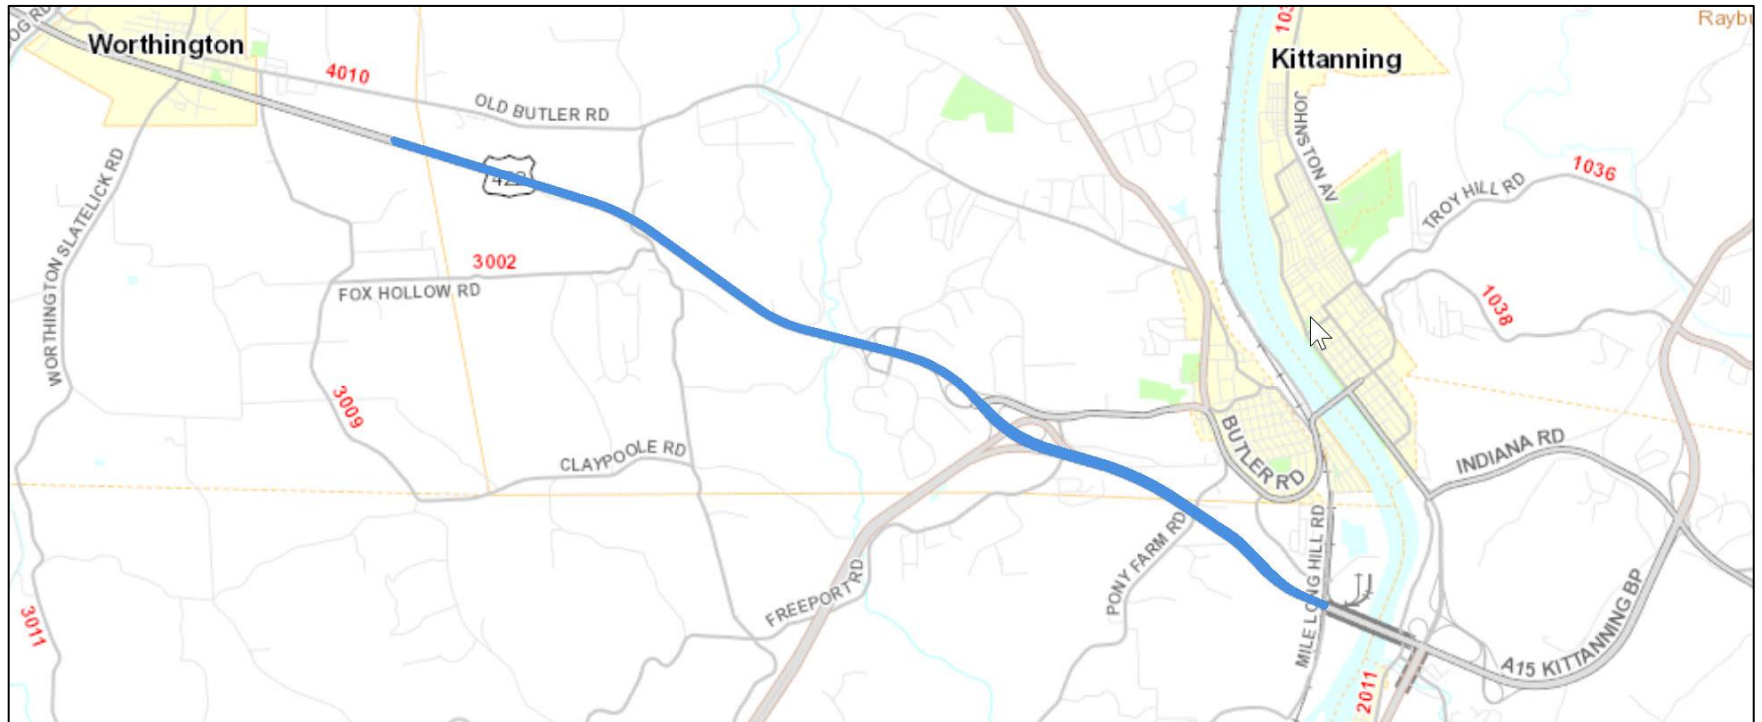 Worthington
4010
OLD BUTLER RD
422
WORTHINGTON SLATELICK RD
3002
FOX HOLLOW RD
3009
CLAYPOOLE RD
3011
FREEPORT RD
PONY FARM RD
BUTLER RD
MILE LONG HILL RD
Kittanning
JOHNSTON AV
TROY HILL RD
1036
1038
INDIANA RD
A15 KITTANNING BP
2011